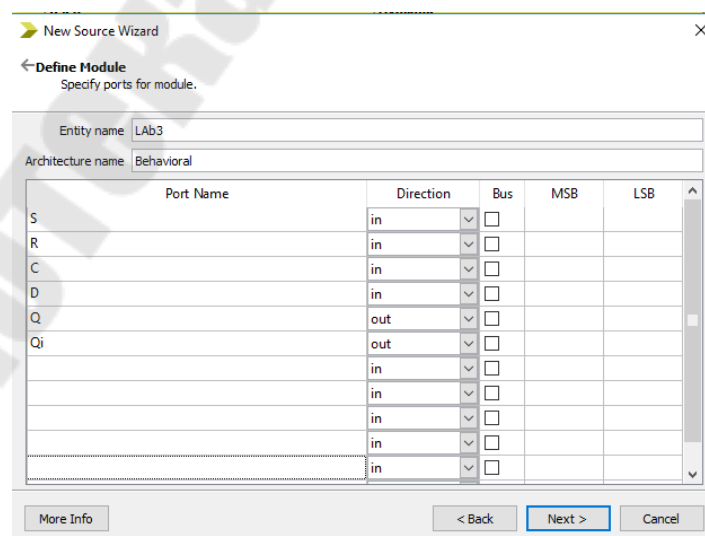 New Source Wizard
Define Module
Specify ports for module.
Entity name LAb3
Architecture name Behavioral
Port Name Direction Bus MSB LSB
S in
R in
C in
D in
Q out
Qi out
in
in
in
in
in
More Info < Back Next > Cancel